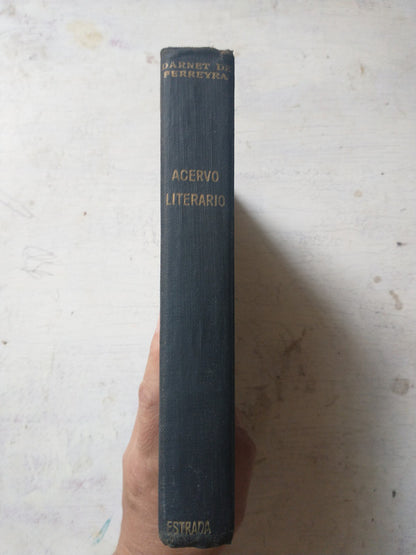 DARNET DE
FERREYRA
ACERVO
LITERARIO
ESTRADA